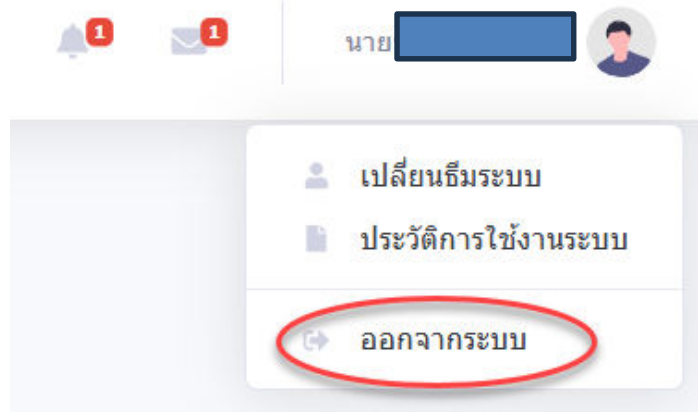 1 1 นาย
เปลี่ยนธีมระบบ
ประวัติการใช้งานระบบ
ออกจากระบบ